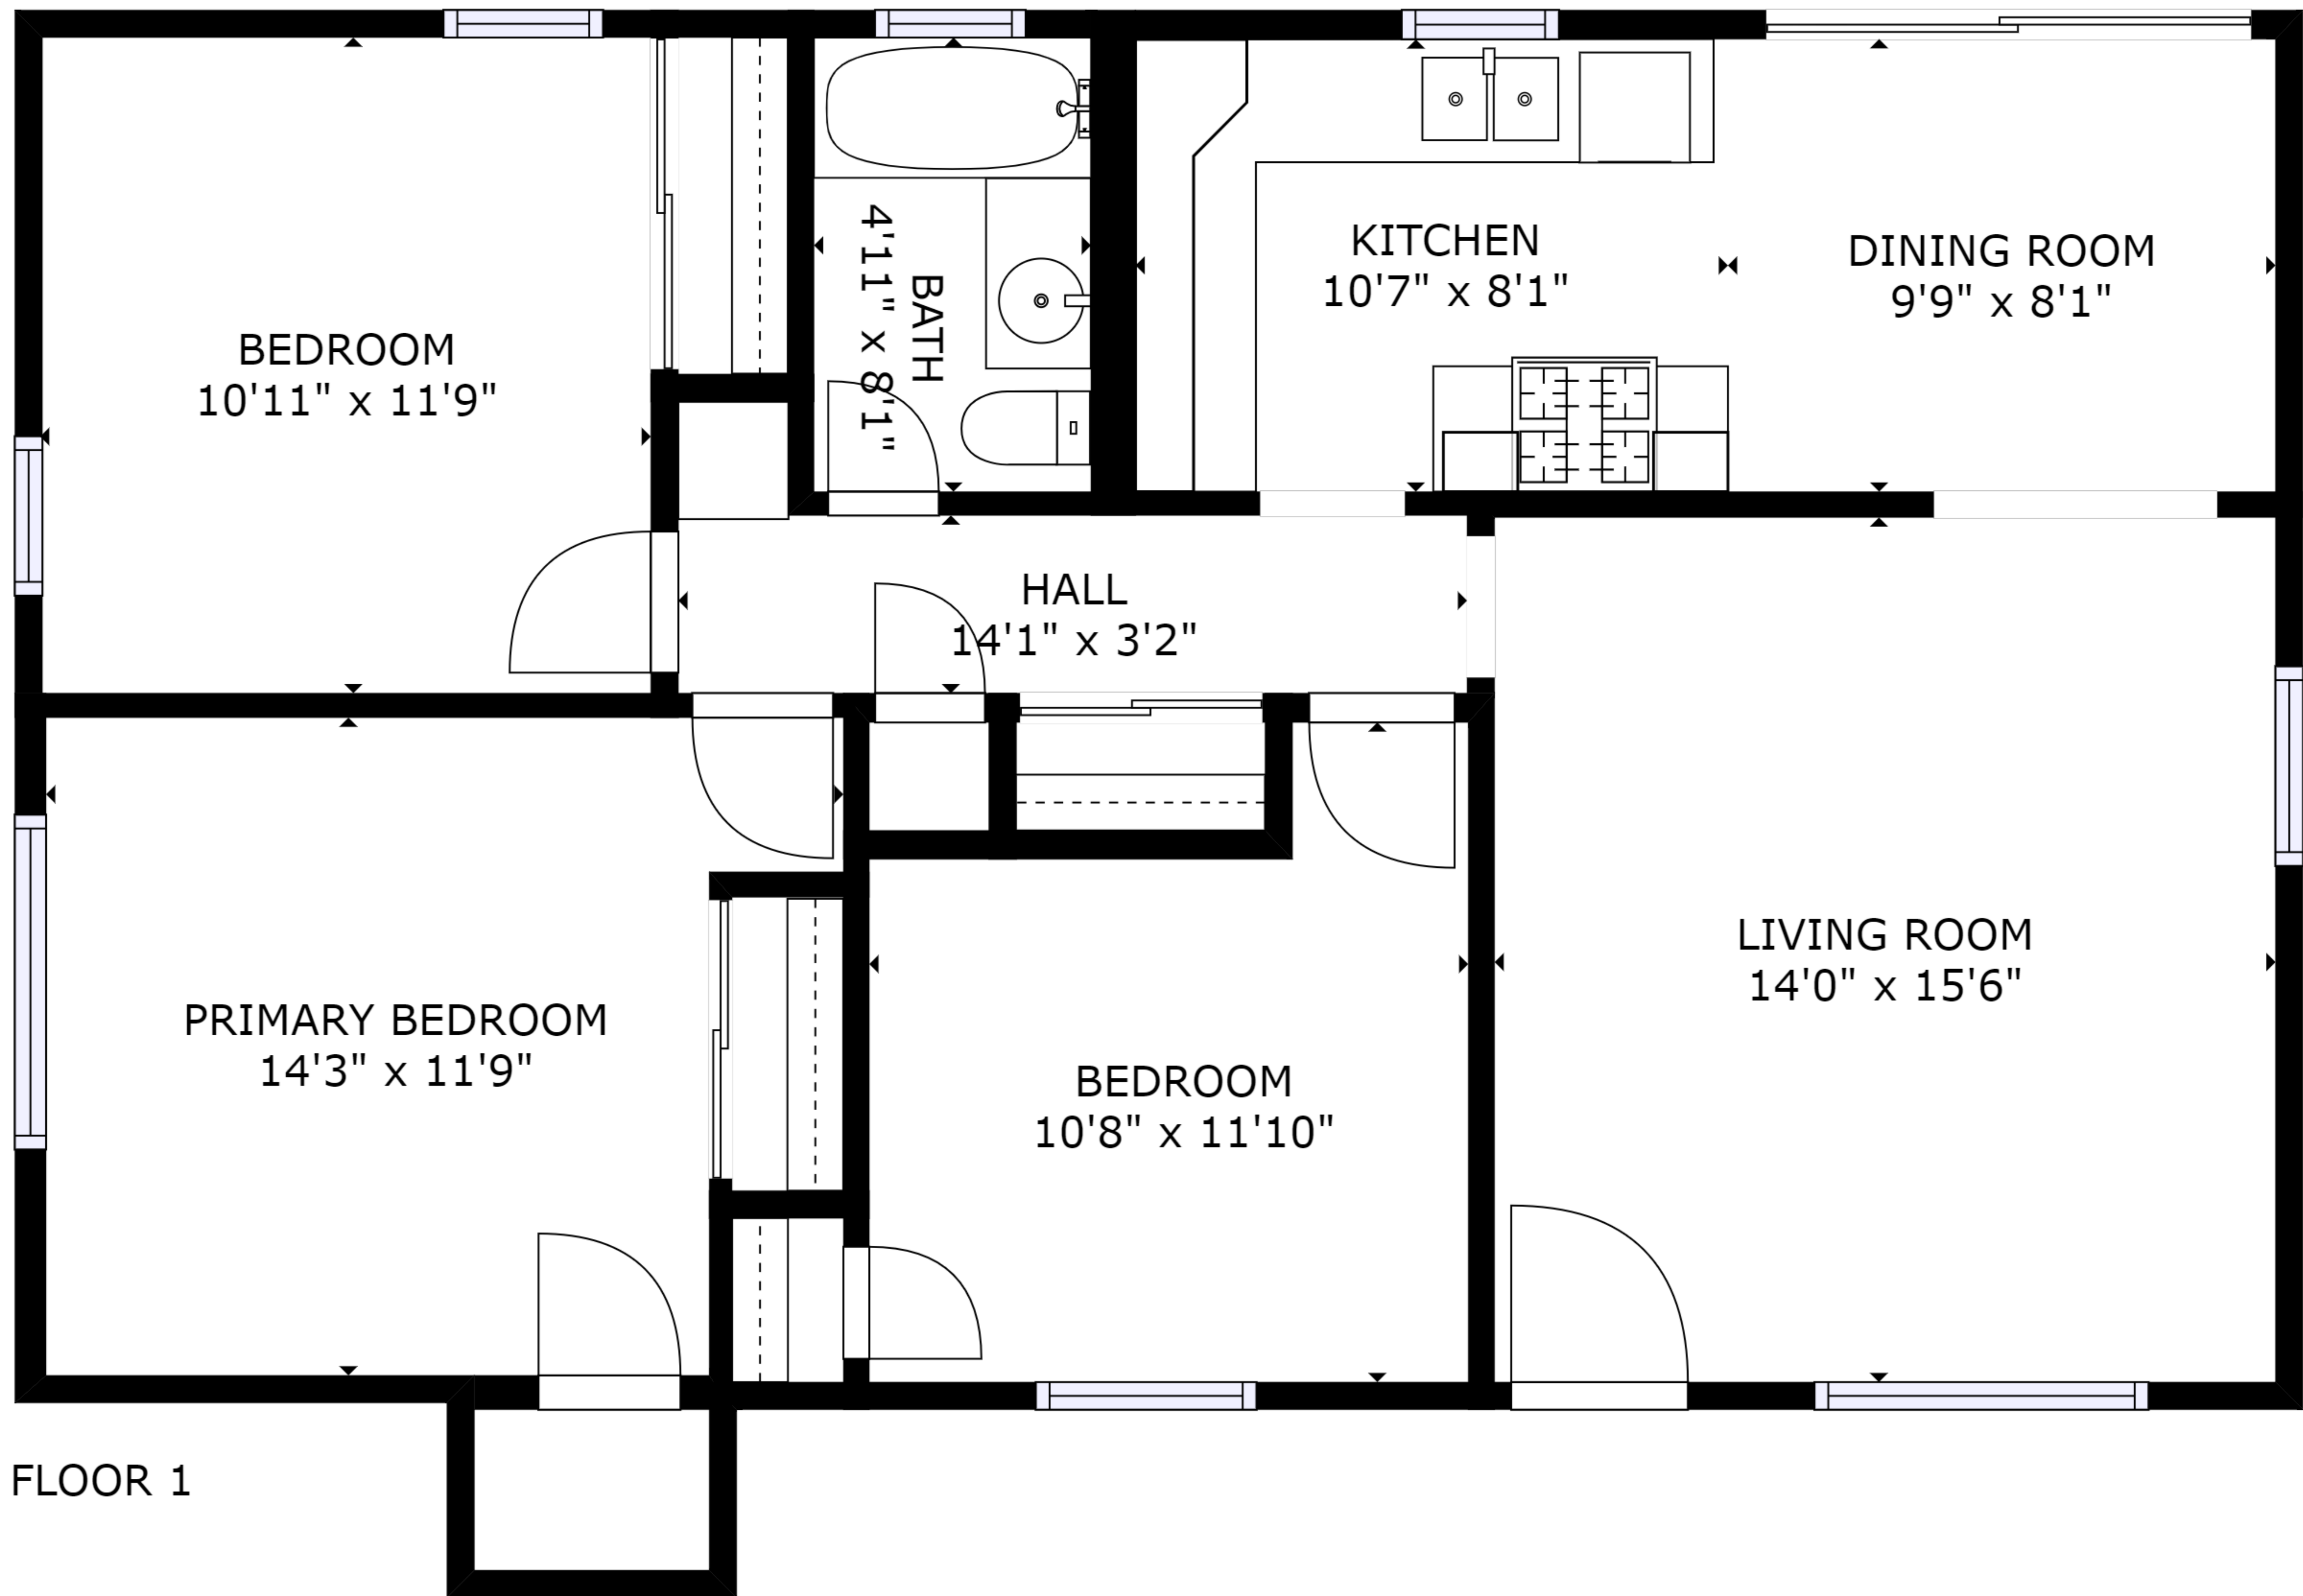 BEDROOM
10'11" x 11'9"
BATH
4'11" x 8'1"
KITCHEN
10'7" x 8'1"
DINING ROOM
9'9" x 8'1"
HALL
14'1" x 3'2"
PRIMARY BEDROOM
14'3" x 11'9"
BEDROOM
10'8" x 11'10"
LIVING ROOM
14'0" x 15'6"
FLOOR 1